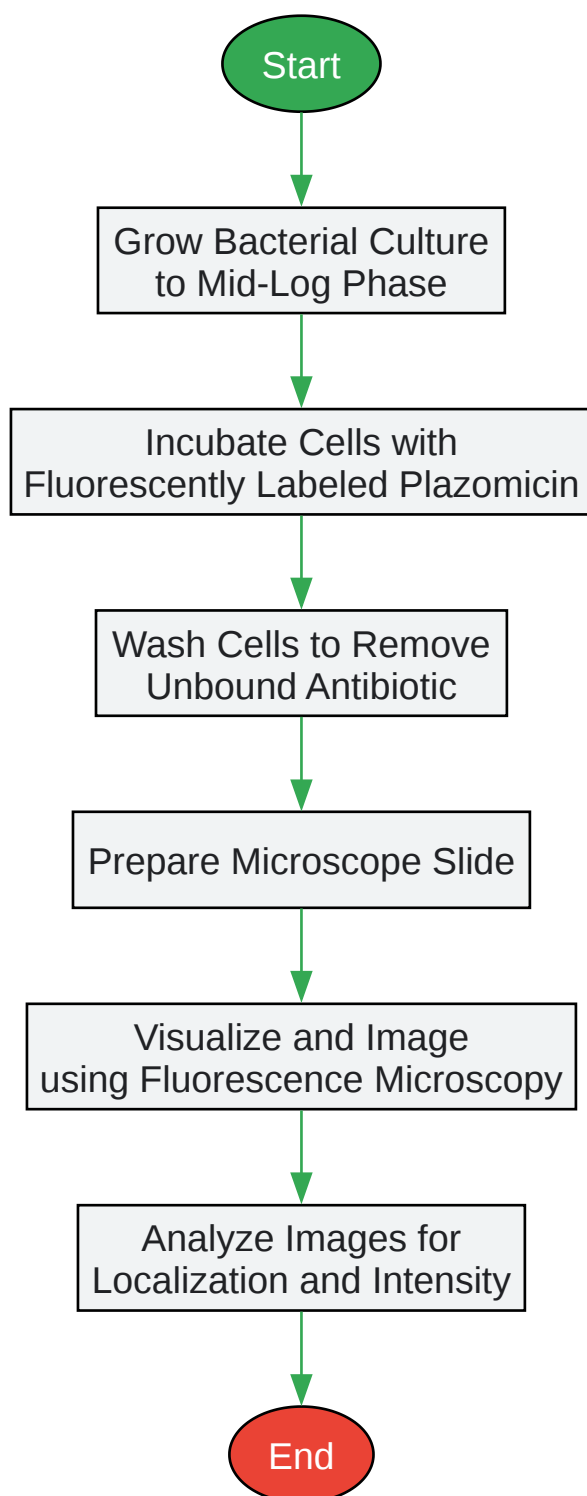 Start
Grow Bacterial Culture
to Mid-Log Phase
Incubate Cells with
Fluorescently Labeled Plazomicin
Wash Cells to Remove
Unbound Antibiotic
Prepare Microscope Slide
Visualize and Image
using Fluorescence Microscopy
Analyze Images for
Localization and Intensity
End